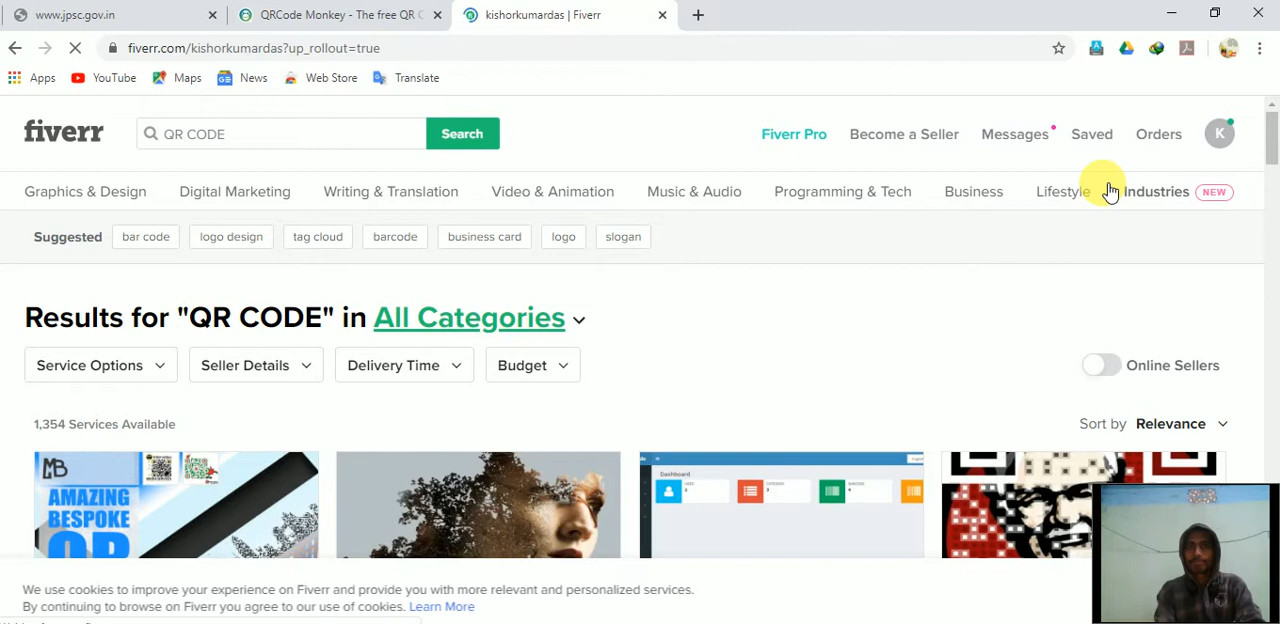 www.jpsc.gov.in
QRCode Monkey - The free QR C
kishorkumardas | Fiverr
fiverr.com/kishorkumardas?up_rollout=true
Apps YouTube Maps News Web Store Translate
fiverr QR CODE Search Fiverr Pro Become a Seller Messages Saved Orders K
Graphics & Design Digital Marketing Writing & Translation Video & Animation Music & Audio Programming & Tech Business Lifestyle Industries NEW
Suggested bar code logo design tag cloud barcode business card logo slogan
Results for "QR CODE" in All Categories
Service Options Seller Details Delivery Time Budget Online Sellers
1,354 Services Available Sort by Relevance
MB
AMAZING
BESPOKE
QR
Dashboard
We use cookies to improve your experience on Fiverr and provide you with more relevant and personalized services.
By continuing to browse on Fiverr you agree to our use of cookies. Learn More